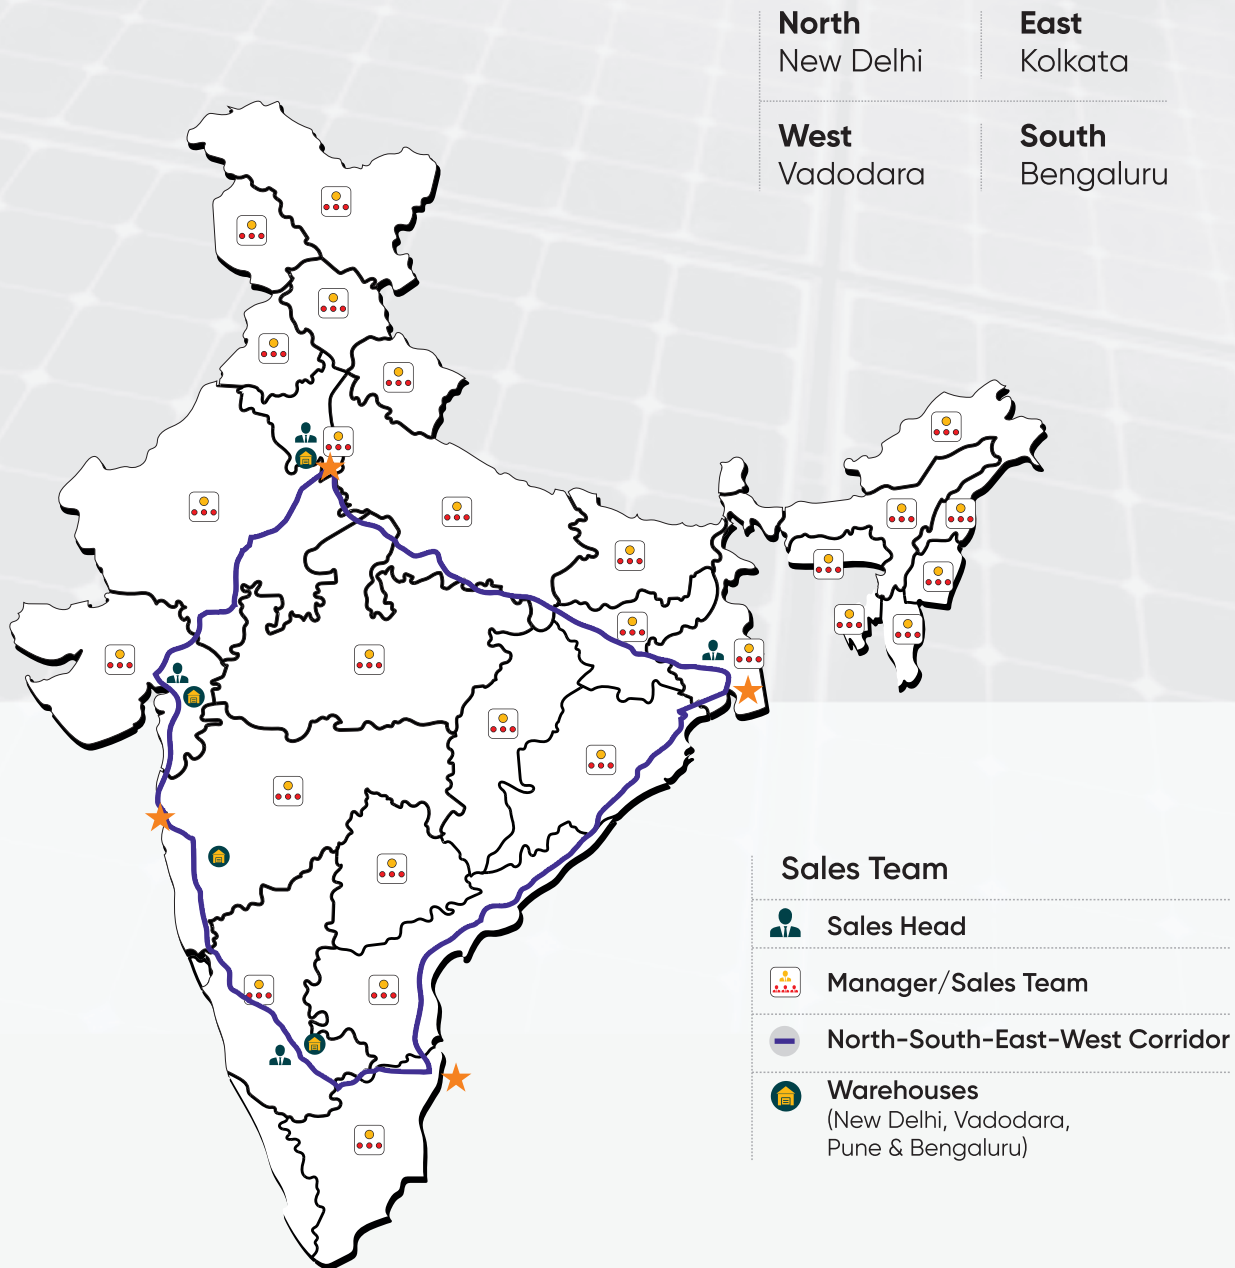 North
New Delhi
East
Kolkata
West
Vadodara
South
Bengaluru
Sales Team
Sales Head
Manager/Sales Team
North-South-East-West Corridor
Warehouses
(New Delhi, Vadodara,
Pune & Bengaluru)